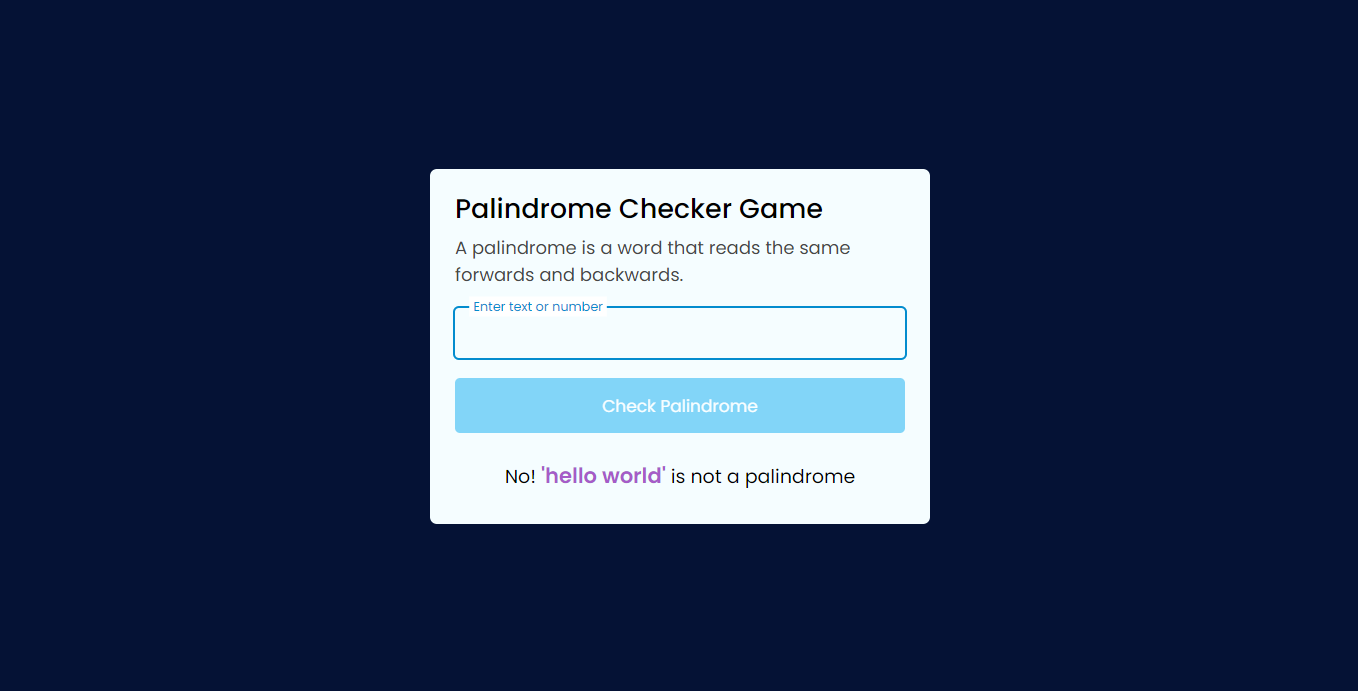 Palindrome Checker Game
A palindrome is a word that reads the same
forwards and backwards.
Enter text or number
Check Palindrome
No! 'hello world' is not a palindrome